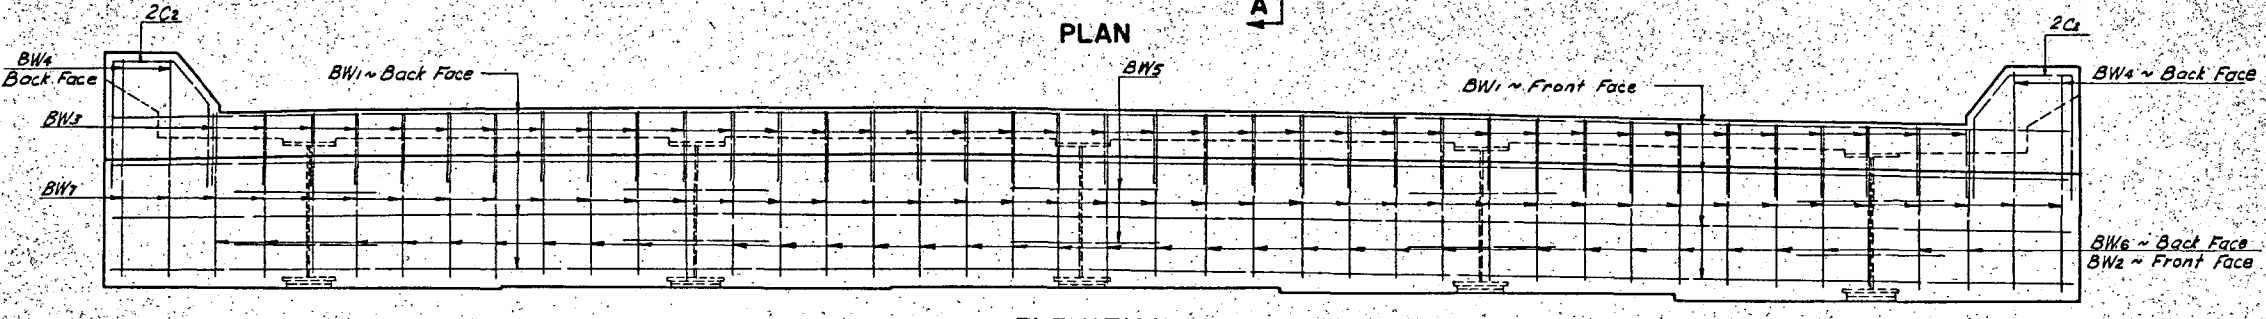 2C2
A
PLAN
2C2
BW4
Back Face
BW1 ~ Back Face
BW5
BW1 ~ Front Face
BW4 ~ Back Face
BW3
BW7
BW6 ~ Back Face
BW2 ~ Front Face